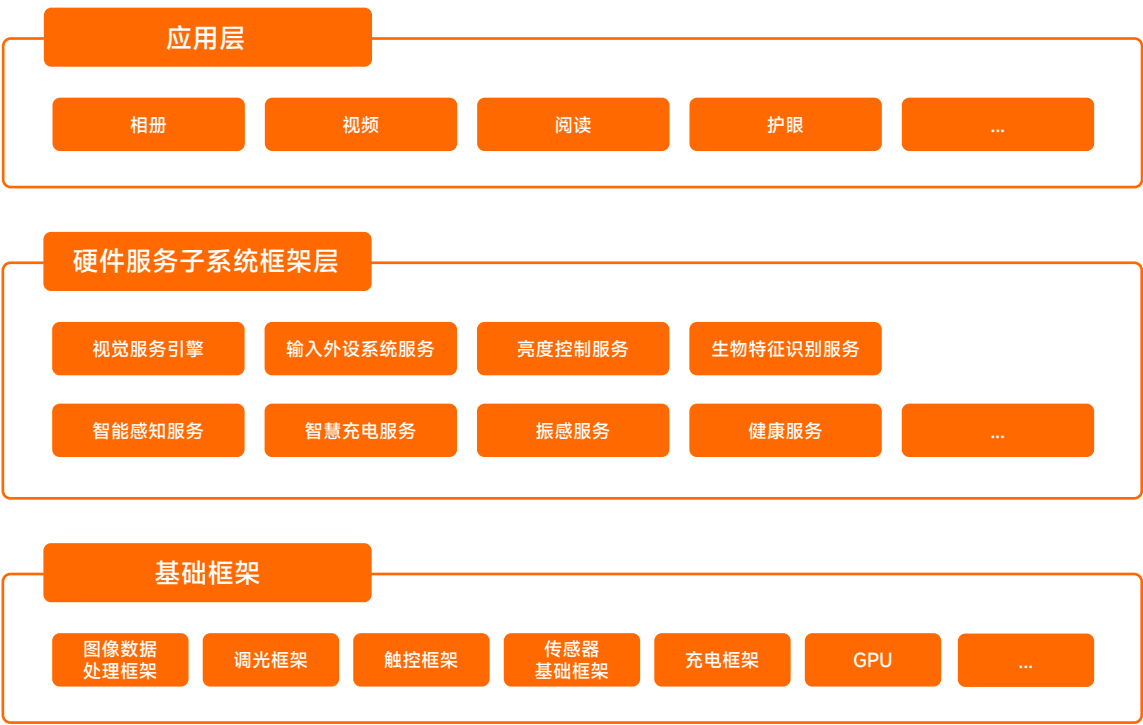 应用层
相册
视频
阅读
护眼
...
硬件服务子系统框架层
视觉服务引擎
输入外设系统服务
亮度控制服务
生物特征识别服务
智能感知服务
智慧充电服务
振感服务
健康服务
...
基础框架
图像数据
处理框架
调光框架
触控框架
传感器
基础框架
充电框架
GPU
...